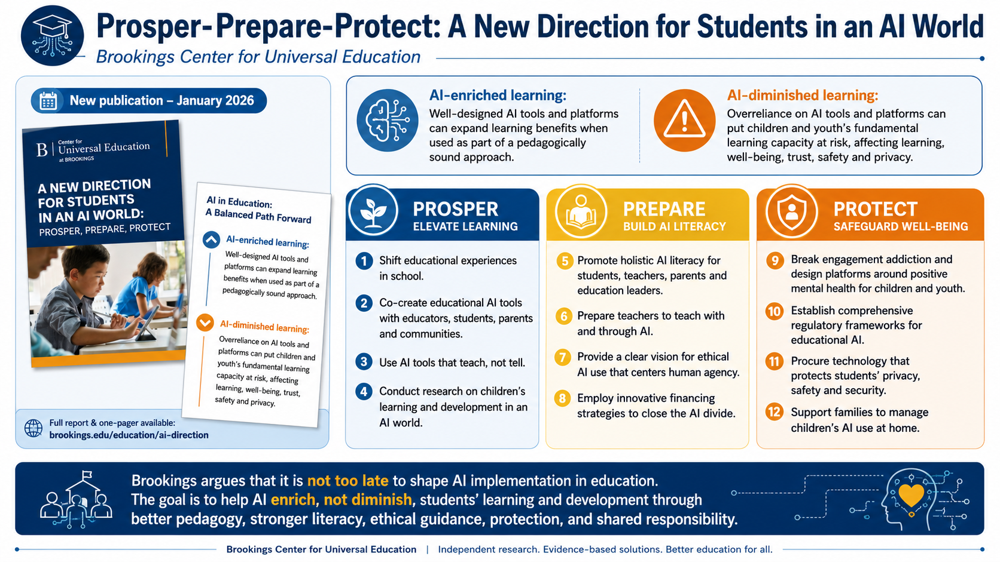 Prosper-Prepare-Protect: A New Direction for Students in an AI World
Brookings Center for Universal Education
New publication – January 2026
B
Center for
Universal Education
at BROOKINGS
A NEW DIRECTION
FOR STUDENTS
IN AN AI WORLD:
PROSPER, PREPARE, PROTECT
AI in Education:
A Balanced Path Forward
AI-enriched learning:
Well-designed AI tools and
platforms can expand learning
benefits when used as part of a
pedagogically sound approach.
AI-diminished learning:
Overreliance on AI tools and
platforms can put children and
youth's fundamental learning
capacity at risk, affecting
learning, well-being, trust,
safety and privacy.
Full report & one-pager available:
brookings.edu/education/ai-direction
AI-enriched learning:
Well-designed AI tools and platforms
can expand learning benefits when
used as part of a pedagogically
sound approach.
AI-diminished learning:
Overreliance on AI tools and platforms can
put children and youth's fundamental
learning capacity at risk, affecting learning,
well-being, trust, safety and privacy.
PROSPER
ELEVATE LEARNING
1 Shift educational experiences
in school.
2 Co-create educational AI tools
with educators, students, parents
and communities.
3 Use AI tools that teach, not tell.
4 Conduct research on children's
learning and development in an
AI world.
PREPARE
BUILD AI LITERACY
5 Promote holistic AI literacy for
students, teachers, parents and
education leaders.
6 Prepare teachers to teach with
and through AI.
7 Provide a clear vision for ethical
AI use that centers human agency.
8 Employ innovative financing
strategies to close the AI divide.
PROTECT
SAFEGUARD WELL-BEING
9 Break engagement addiction and
design platforms around positive
mental health for children and youth.
10 Establish comprehensive
regulatory frameworks for
educational AI.
11 Procure technology that
protects students' privacy,
safety and security.
12 Support families to manage
children's AI use at home.
Brookings argues that it is not too late to shape AI implementation in education.
The goal is to help AI enrich, not diminish, students' learning and development through
better pedagogy, stronger literacy, ethical guidance, protection, and shared responsibility.
Brookings Center for Universal Education | Independent research. Evidence-based solutions. Better education for all.